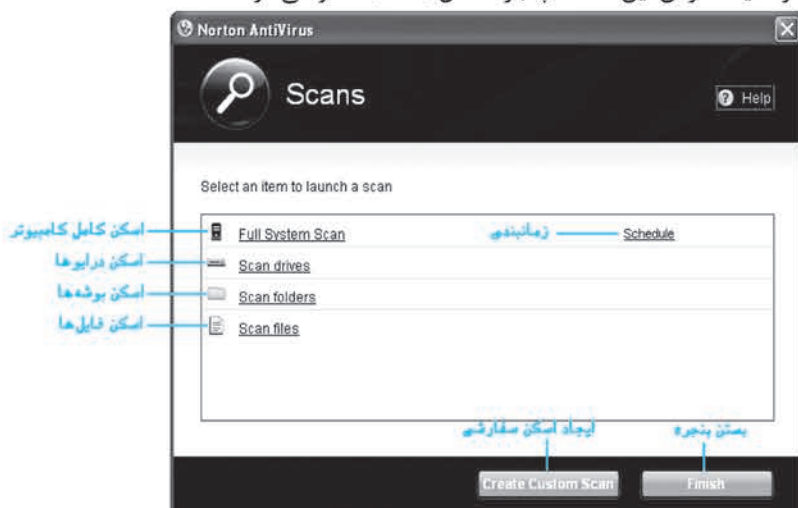 Norton AntiVirus
Scans
Help
Select an item to launch a scan
اسکن کامل کامپیوتر
Full System Scan
زمانبندی
Schedule
اسکن درایوها
Scan drives
اسکن پوشه‌ها
Scan folders
اسکن فایل‌ها
Scan files
ایجاد اسکن سفارشی
بستن پنجره
Create Custom Scan
Finish